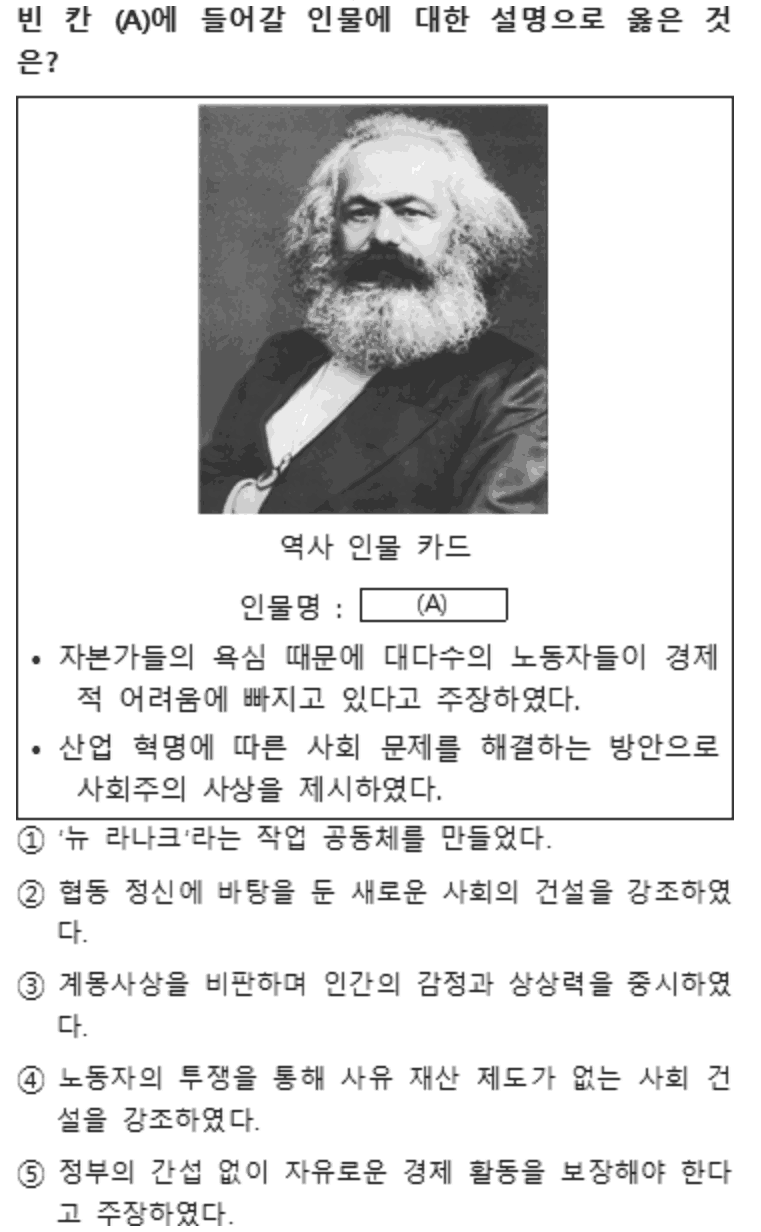 빈 칸 (A)에 들어갈 인물에 대한 설명으로 옳은 것
은?
역사 인물 카드
인물명 : (A)
• 자본가들의 욕심 때문에 대다수의 노동자들이 경제
적 어려움에 빠지고 있다고 주장하였다.
• 산업 혁명에 따른 사회 문제를 해결하는 방안으로
사회주의 사상을 제시하였다.
① '뉴 라나크'라는 작업 공동체를 만들었다.
② 협동 정신에 바탕을 둔 새로운 사회의 건설을 강조하였
다.
③ 계몽사상을 비판하며 인간의 감정과 상상력을 중시하였
다.
④ 노동자의 투쟁을 통해 사유 재산 제도가 없는 사회 건
설을 강조하였다.
⑤ 정부의 간섭 없이 자유로운 경제 활동을 보장해야 한다
고 주장하였다.